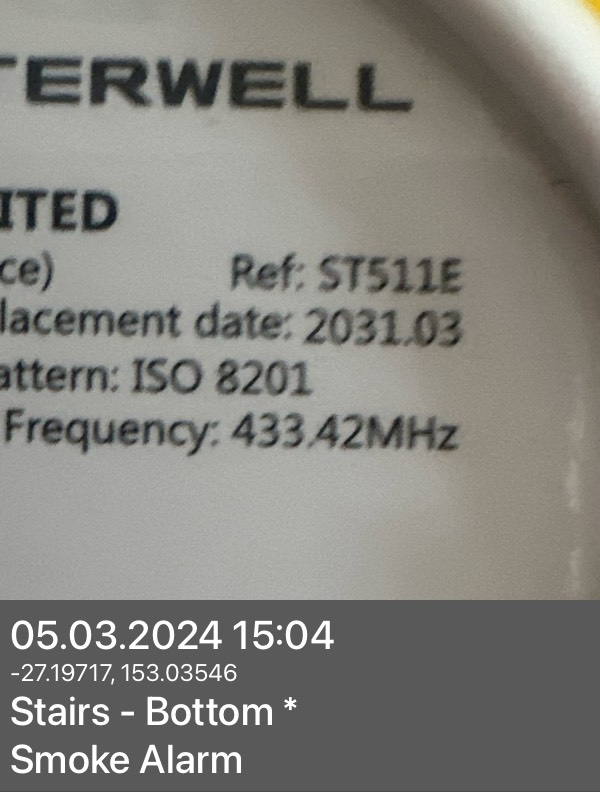 TERWELL
ITED
ce) Ref: ST511E
lacement date: 2031.03
attern: ISO 8201
Frequency: 433.42MHz
05.03.2024 15:04
-27.19717, 153.03546
Stairs - Bottom *
Smoke Alarm